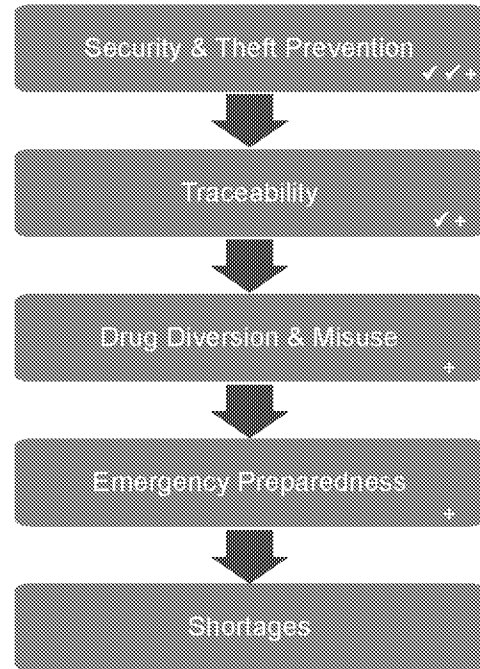 Security & Theft Prevention
✓✓+
Traceability
✓+
Drug Diversion & Misuse
+
Emergency Preparedness
+
Shortages